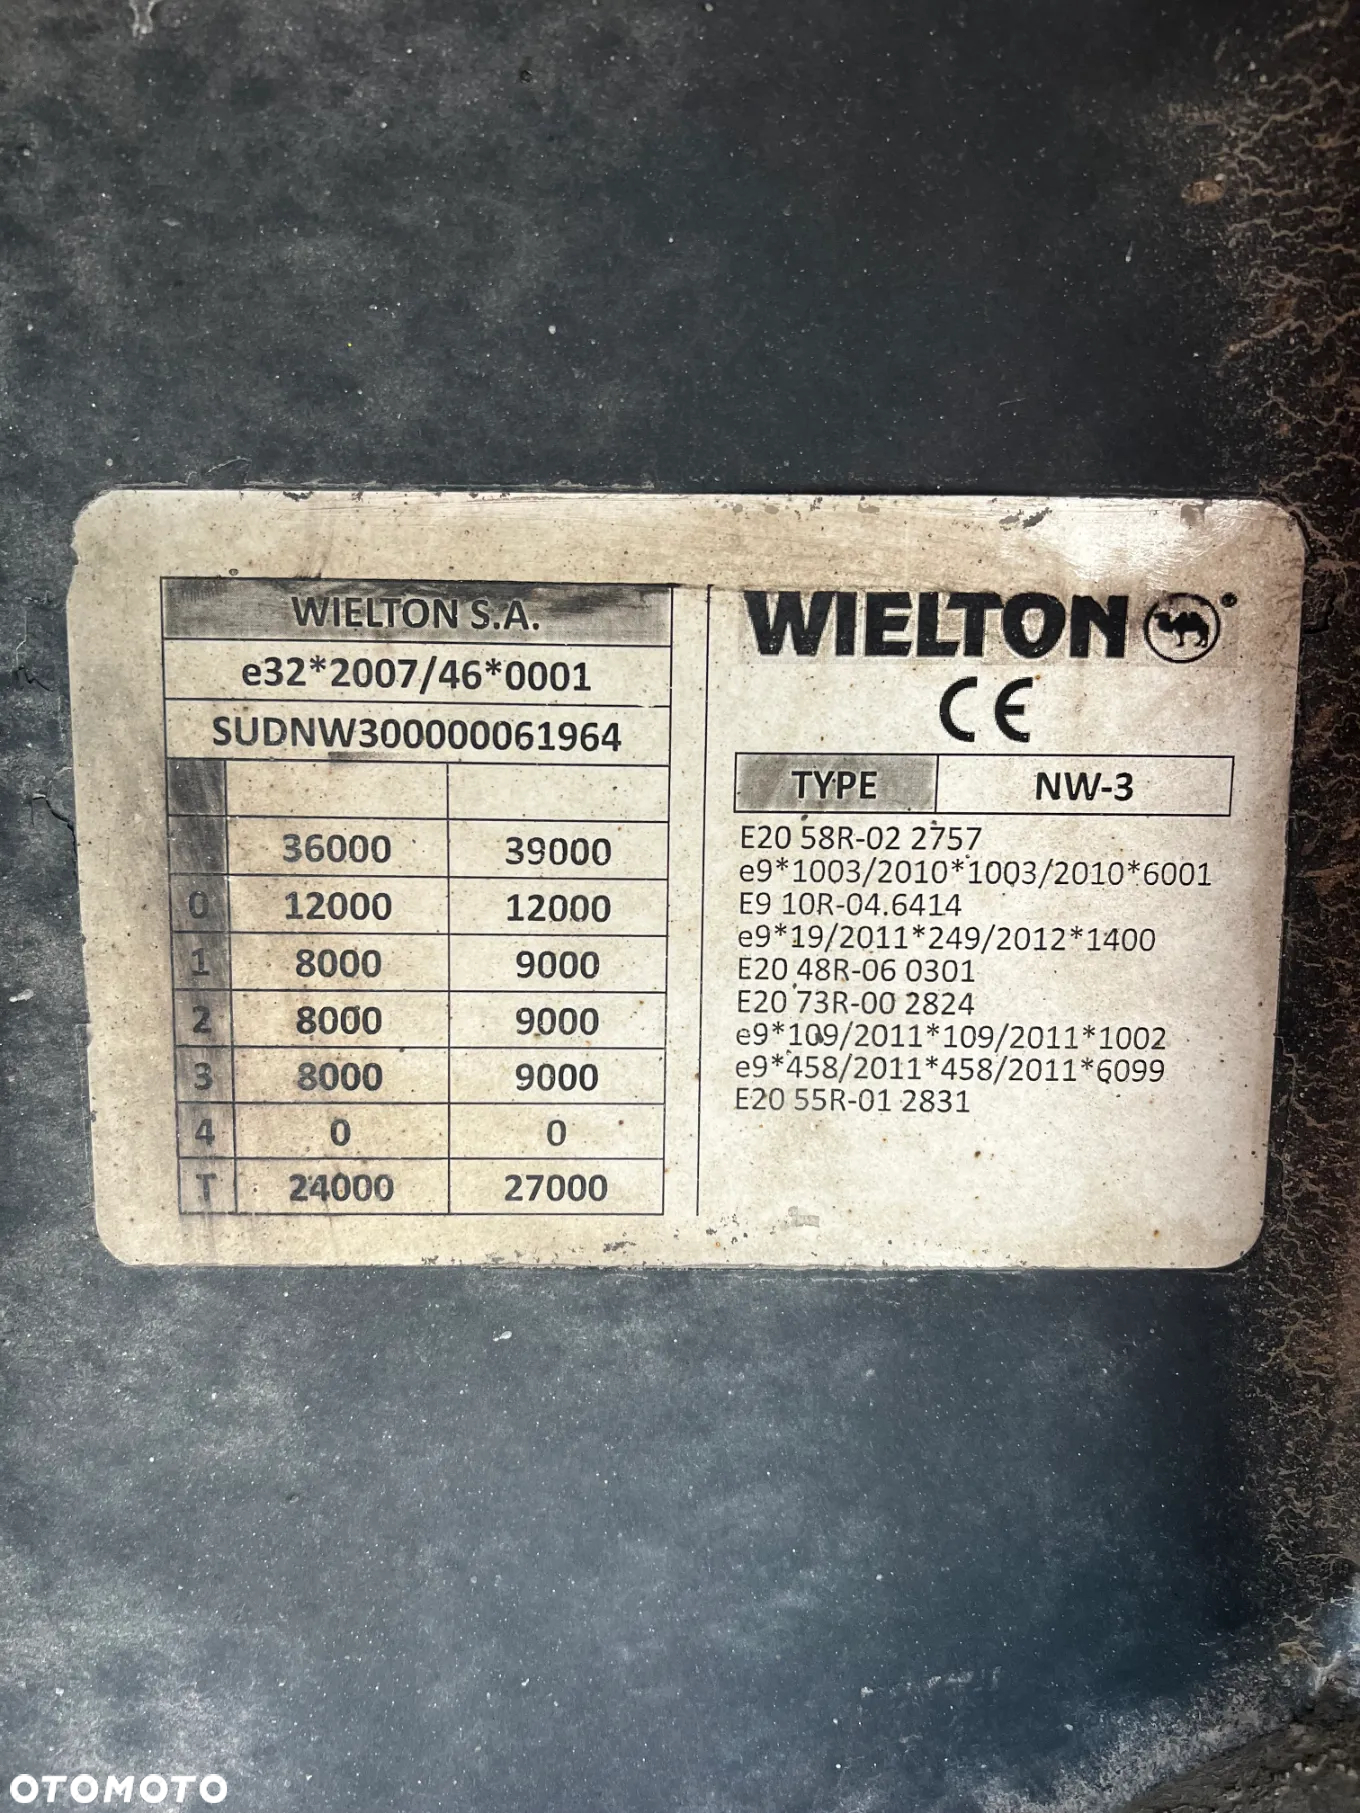 WIELTON S.A.
e32*2007/46*0001
SUDNW300000061964
36000 39000
0 12000 12000
1 8000 9000
2 8000 9000
3 8000 9000
4 0 0
T 24000 27000
WIELTON ®
CE
TYPE NW-3
E20 58R-02 2757
e9*1003/2010*1003/2010*6001
E9 10R-04.6414
e9*19/2011*249/2012*1400
E20 48R-06 0301
E20 73R-00 2824
e9*109/2011*109/2011*1002
e9*458/2011*458/2011*6099
E20 55R-01 2831
OTOMOTO